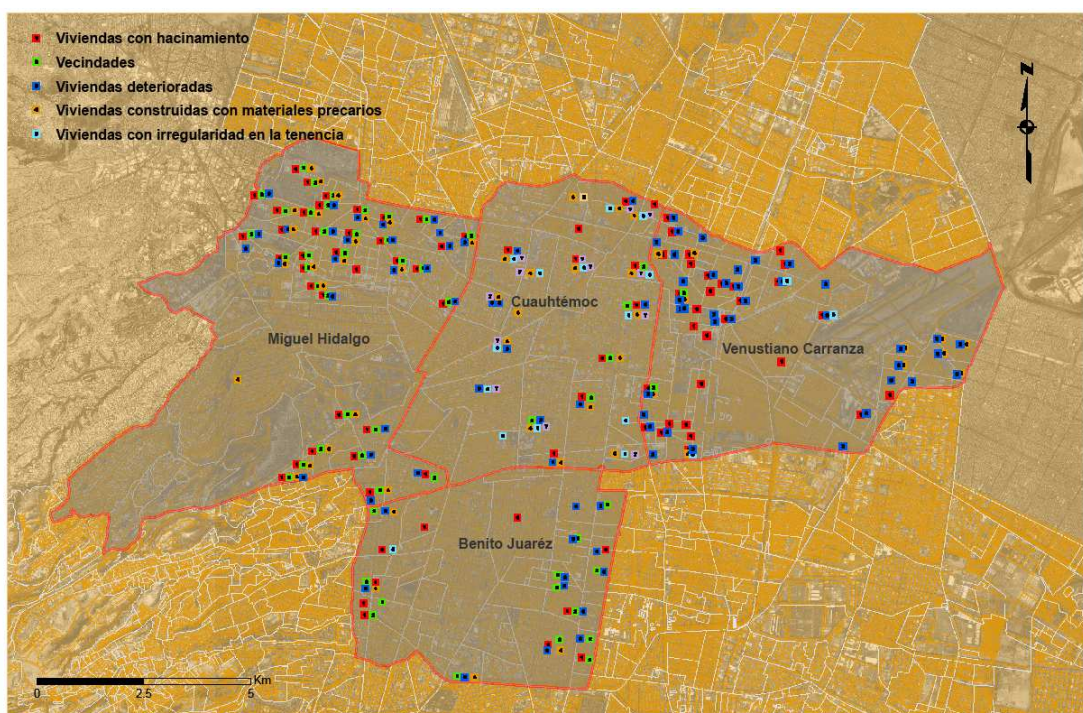 Viviendas con hacinamiento
Vecindades
Viviendas deterioradas
Viviendas construidas con materiales precarios
Viviendas con irregularidad en la tenencia
N
Cuauhtémoc
Miguel Hidalgo
Venustiano Carranza
Benito Juaréz
Km
0 2.5 5